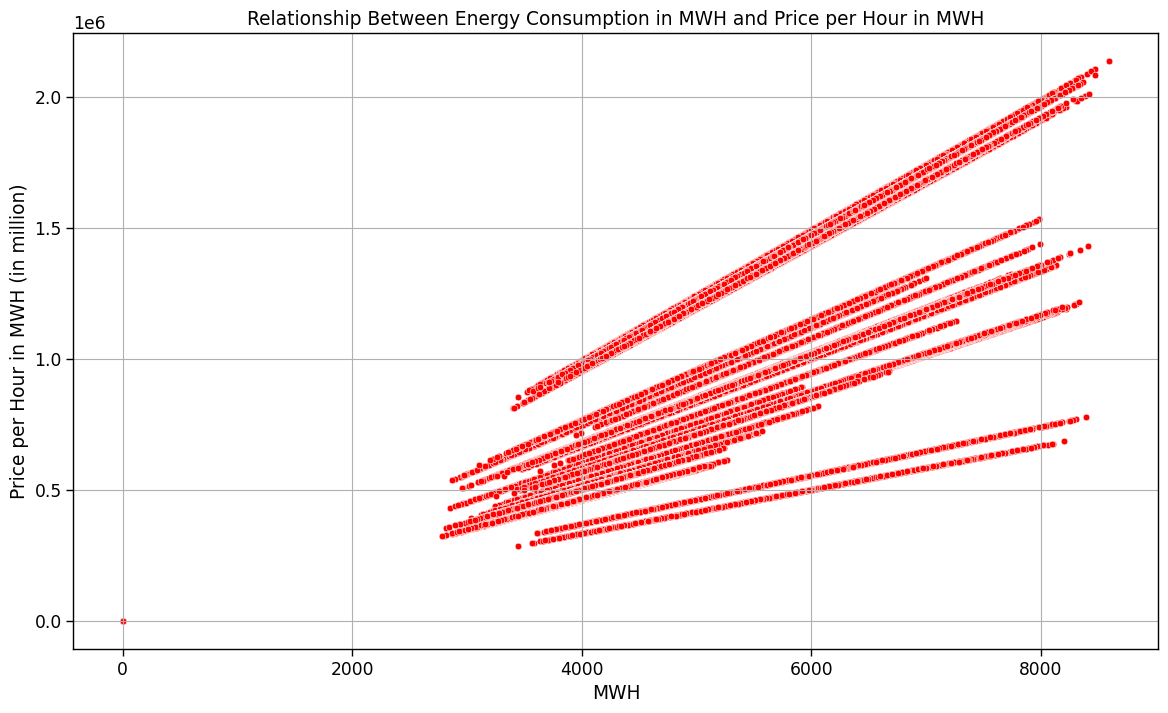 Relationship Between Energy Consumption in MWH and Price per Hour in MWH
1e6
Price per Hour in MWH (in million)
2.0
1.5
1.0
0.5
0.0
0 2000 4000 6000 8000
MWH